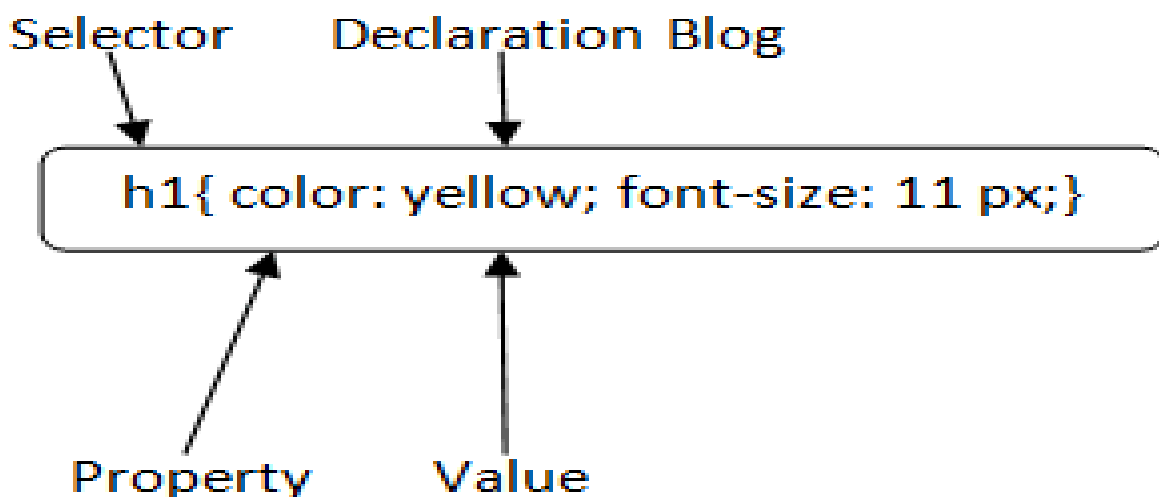 Selector Declaration Blog
h1{ color: yellow; font-size: 11 px;}
Property Value